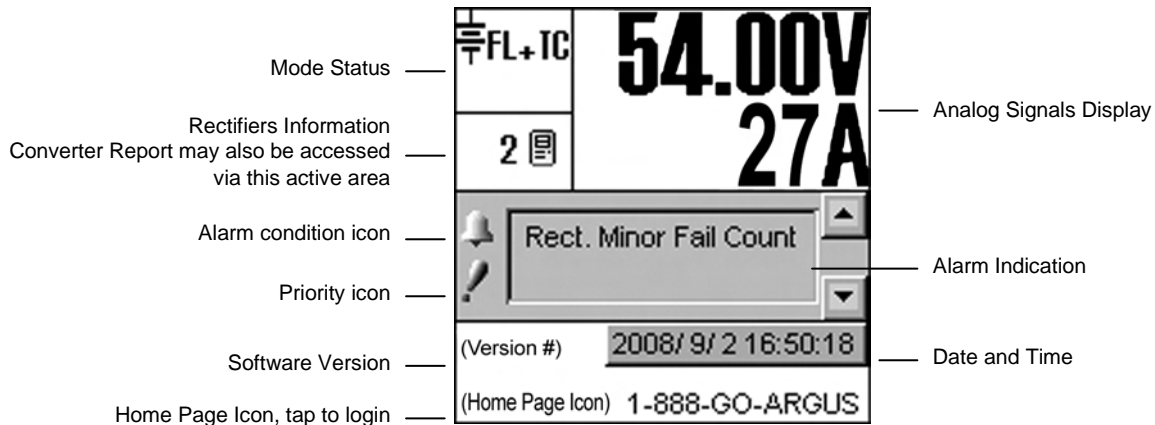 Mode Status
Rectifiers Information
Converter Report may also be accessed
via this active area
Alarm condition icon
Priority icon
Software Version
Home Page Icon, tap to login
FL+TC
54.00V
27A
2
Rect. Minor Fail Count
(Version #)
2008/ 9/ 2 16:50:18
(Home Page Icon)
1-888-GO-ARGUS
Analog Signals Display
Alarm Indication
Date and Time